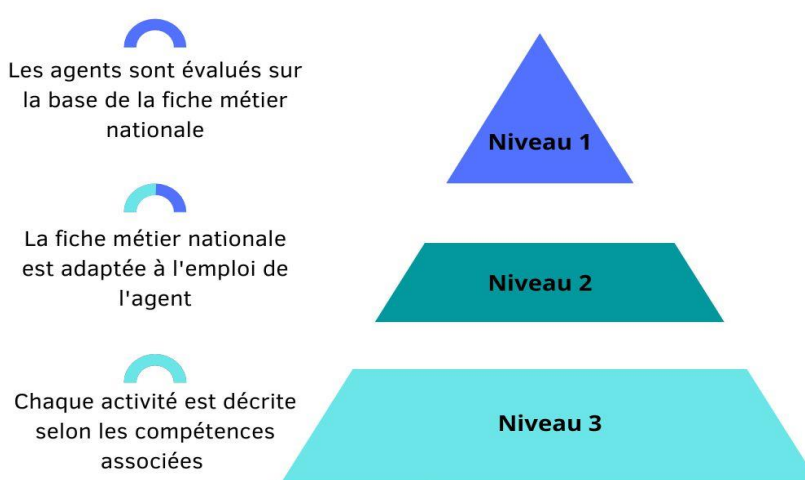 Les agents sont évalués sur
la base de la fiche métier
nationale
Niveau 1
La fiche métier nationale
est adaptée à l'emploi de
l'agent
Niveau 2
Chaque activité est décrite
selon les compétences
associées
Niveau 3